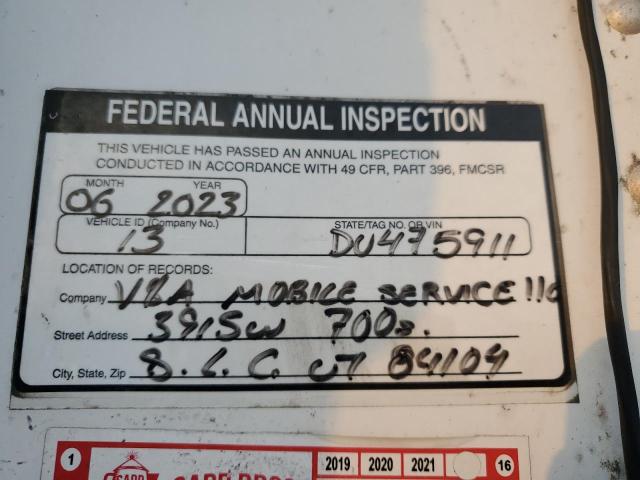 FEDERAL ANNUAL INSPECTION
THIS VEHICLE HAS PASSED AN ANNUAL INSPECTION
CONDUCTED IN ACCORDANCE WITH 49 CFR, PART 396, FMCSR
MONTH YEAR
06 2023
VEHICLE ID (Company No.) STATE/TAG NO. OR VIN
13 DU475911
LOCATION OF RECORDS:
Company V&A MOBILE SERVICE llc
Street Address 3915W 700s.
City, State, Zip S.L.C. UT 84104
1 2019 2020 2021 16